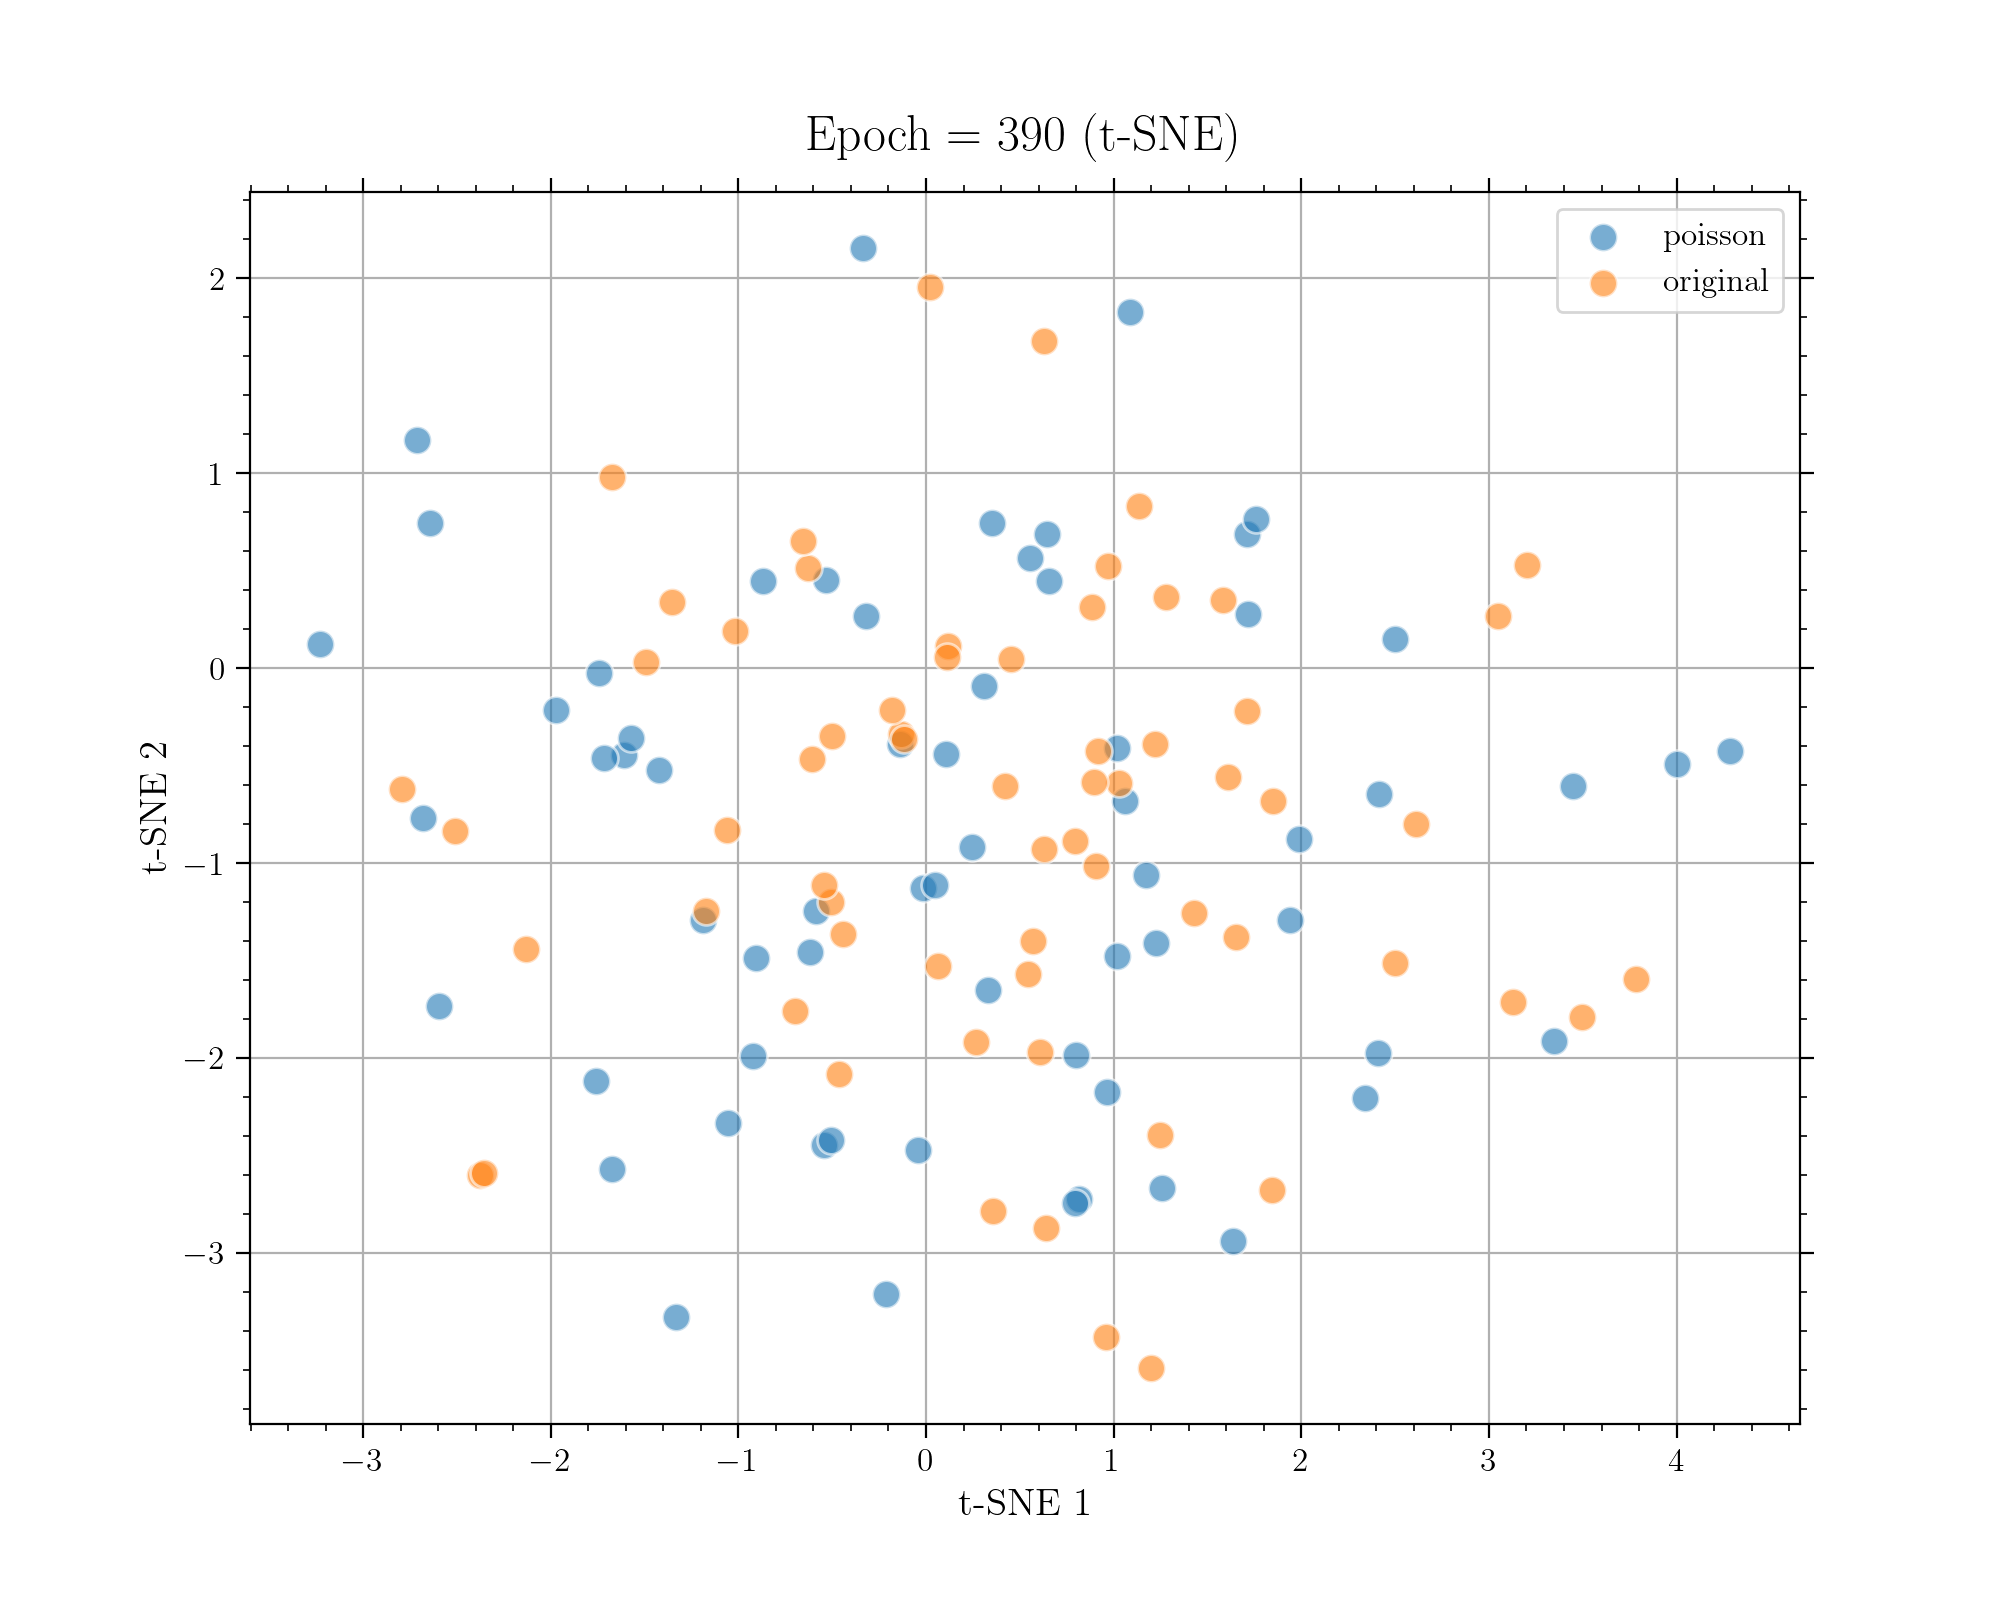 Epoch = 390 (t-SNE)
poisson
original
2
1
0
−1
−2
−3
t-SNE 2
−3 −2 −1 0 1 2 3 4
t-SNE 1